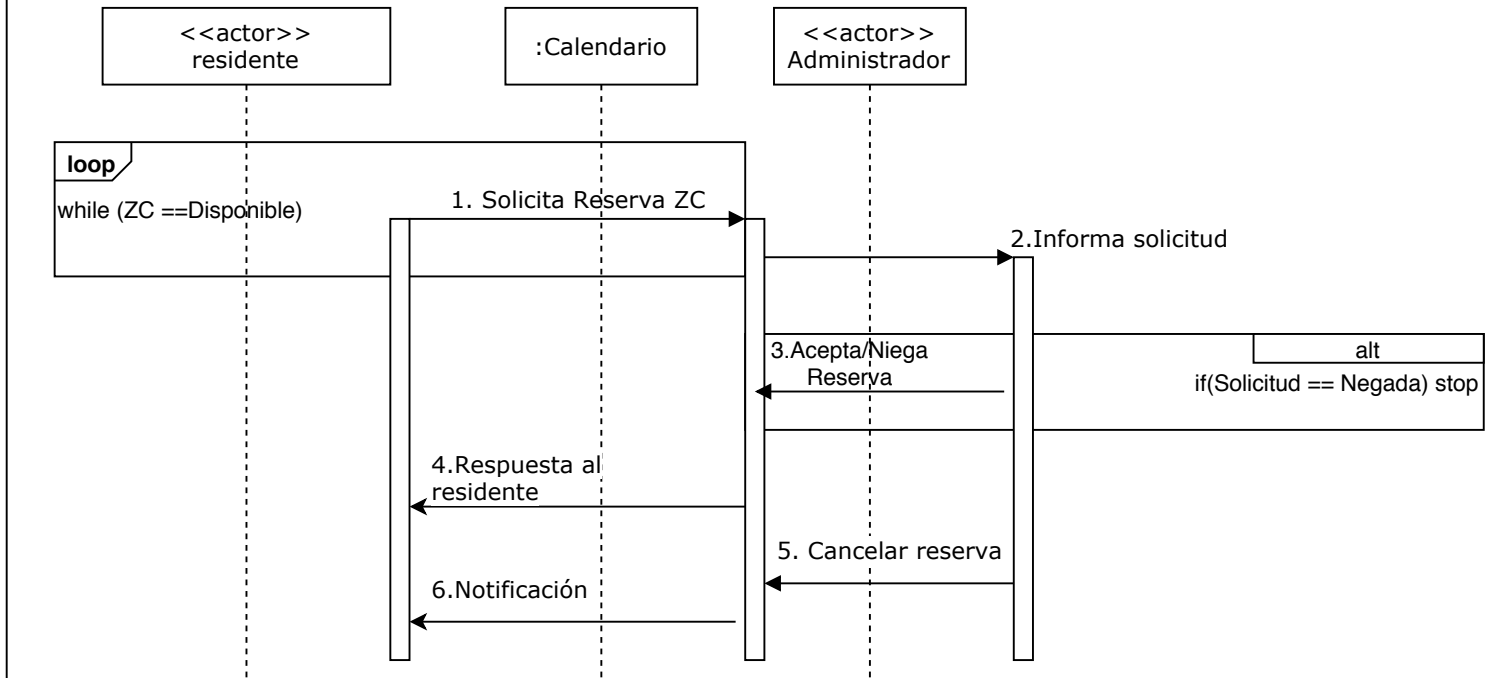 <<actor>>
residente
:Calendario
<<actor>>
Administrador
loop
while (ZC ==Disponible)
1. Solicita Reserva ZC
2.Informa solicitud
3.Acepta/Niega
Reserva
alt
if(Solicitud == Negada) stop
4.Respuesta al
residente
5. Cancelar reserva
6.Notificación